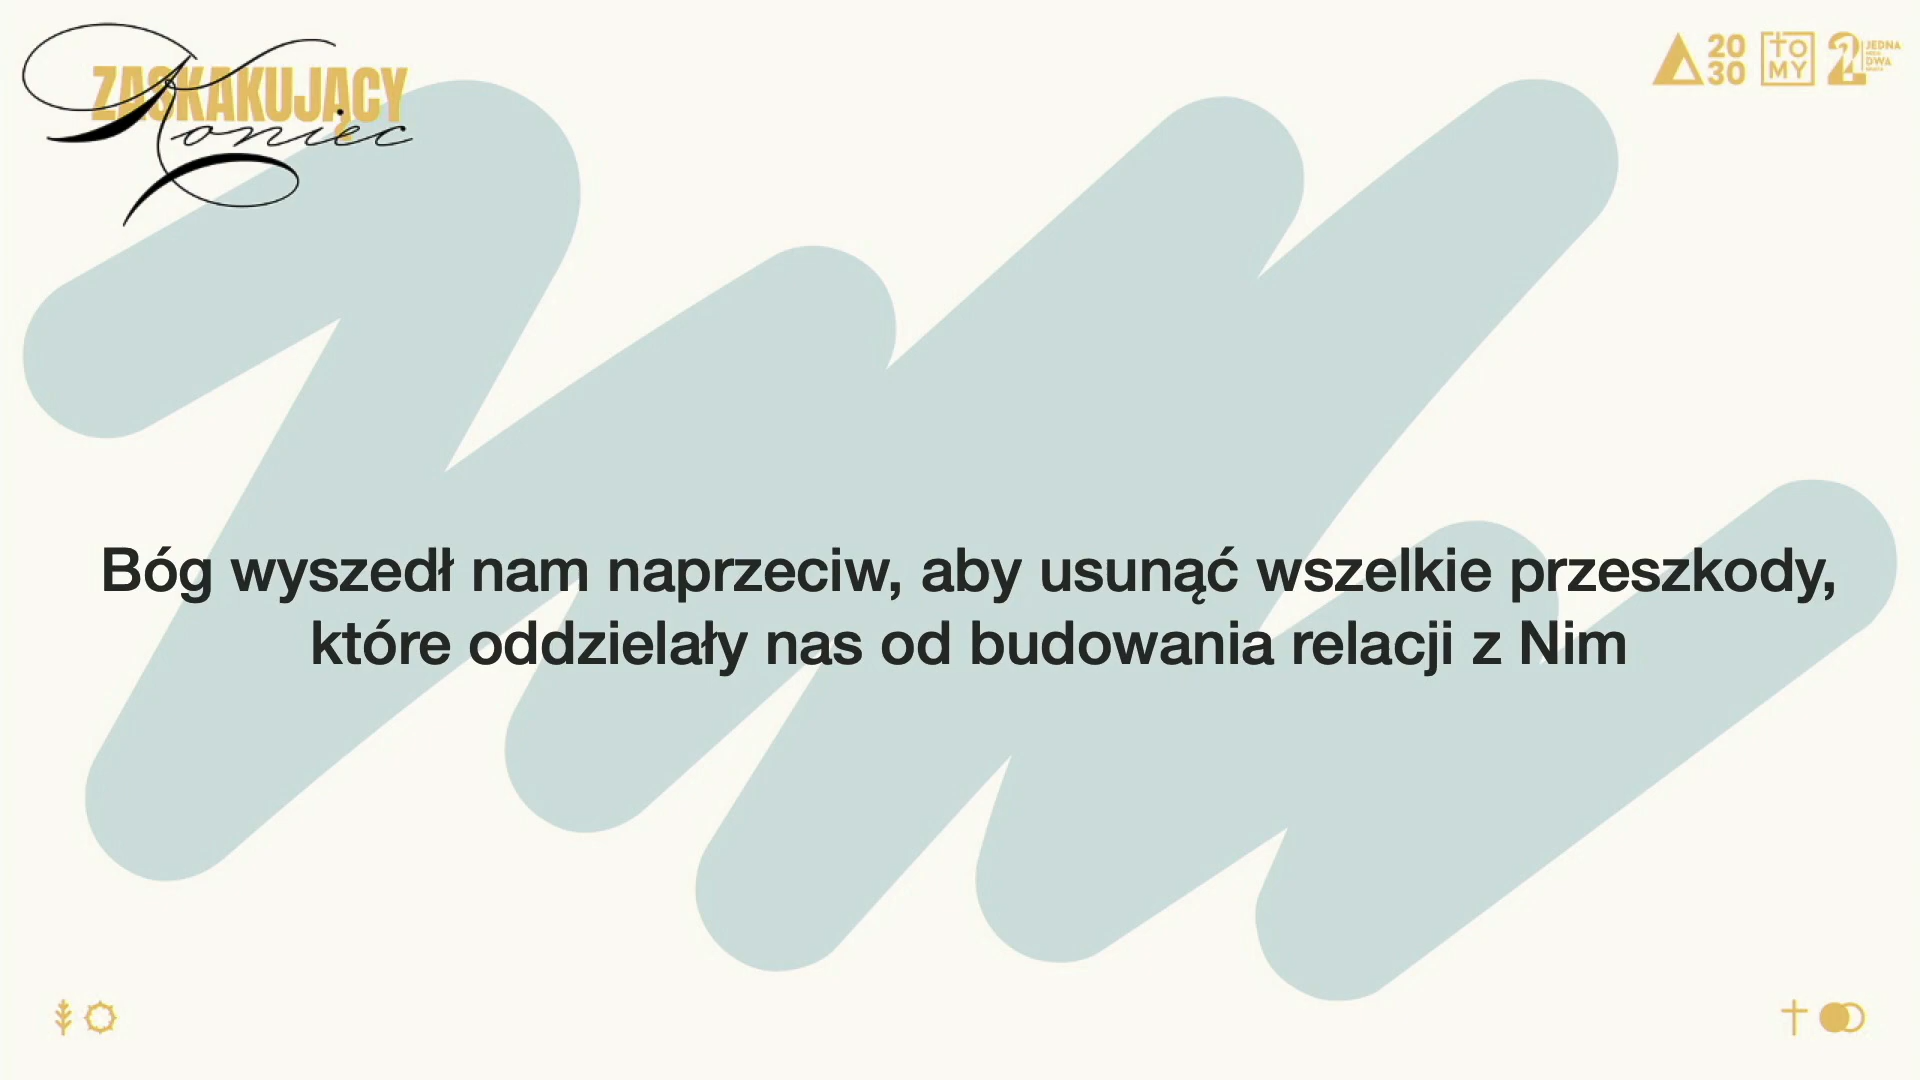 ZASKAKUJĄCY
Koniec
20
30
TO
MY
2
JEDNA
DWA
Bóg wyszedł nam naprzeciw, aby usunąć wszelkie przeszkody,
które oddzielały nas od budowania relacji z Nim